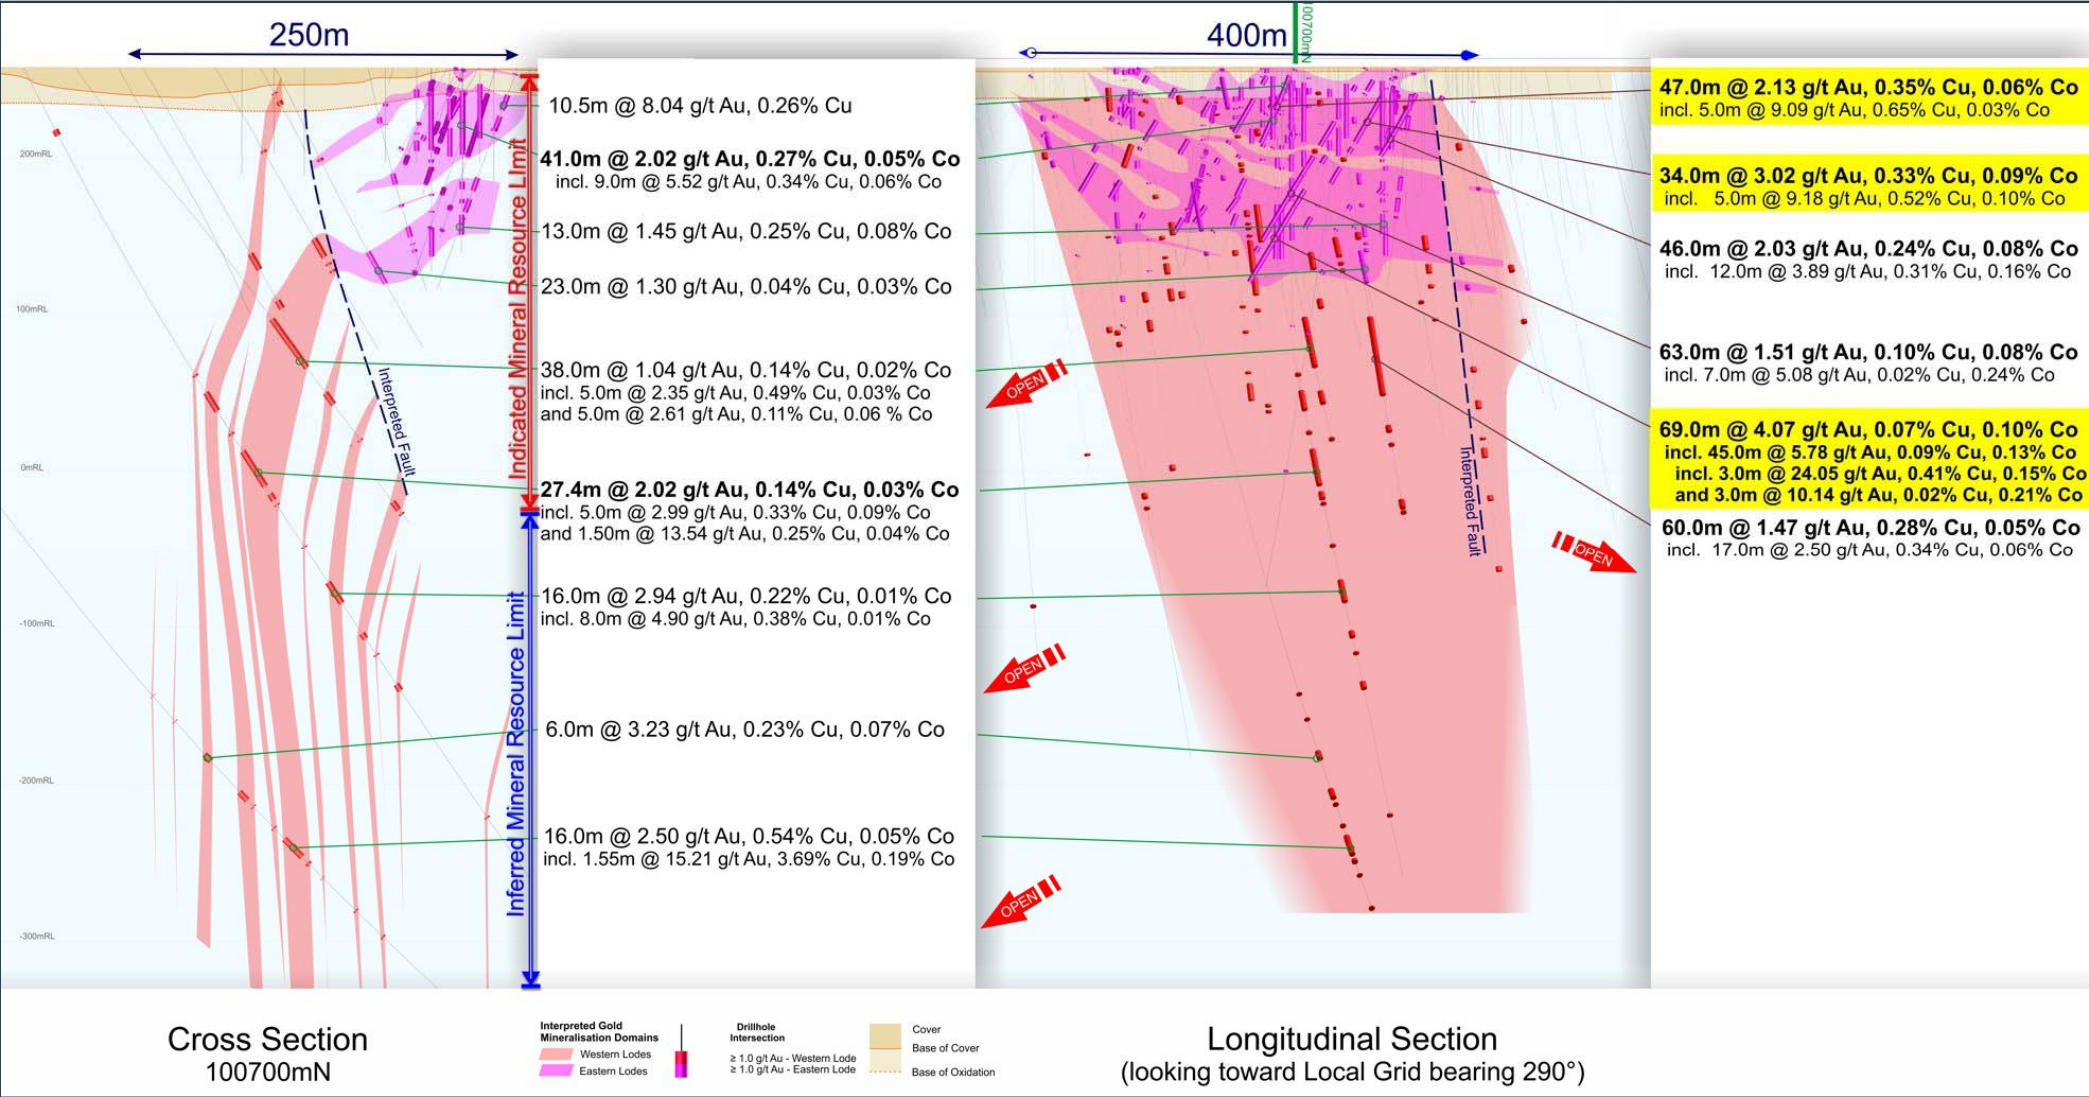 250m
400m
100700mN
200mRL
100mRL
0mRL
-100mRL
-200mRL
-300mRL
Interpreted Fault
Indicated Mineral Resource Limit
Inferred Mineral Resource Limit
10.5m @ 8.04 g/t Au, 0.26% Cu
41.0m @ 2.02 g/t Au, 0.27% Cu, 0.05% Co
incl. 9.0m @ 5.52 g/t Au, 0.34% Cu, 0.06% Co
13.0m @ 1.45 g/t Au, 0.25% Cu, 0.08% Co
23.0m @ 1.30 g/t Au, 0.04% Cu, 0.03% Co
38.0m @ 1.04 g/t Au, 0.14% Cu, 0.02% Co
incl. 5.0m @ 2.35 g/t Au, 0.49% Cu, 0.03% Co
and 5.0m @ 2.61 g/t Au, 0.11% Cu, 0.06 % Co
27.4m @ 2.02 g/t Au, 0.14% Cu, 0.03% Co
incl. 5.0m @ 2.99 g/t Au, 0.33% Cu, 0.09% Co
and 1.50m @ 13.54 g/t Au, 0.25% Cu, 0.04% Co
16.0m @ 2.94 g/t Au, 0.22% Cu, 0.01% Co
incl. 8.0m @ 4.90 g/t Au, 0.38% Cu, 0.01% Co
6.0m @ 3.23 g/t Au, 0.23% Cu, 0.07% Co
16.0m @ 2.50 g/t Au, 0.54% Cu, 0.05% Co
incl. 1.55m @ 15.21 g/t Au, 3.69% Cu, 0.19% Co
OPEN
OPEN
OPEN
Interpreted Fault
OPEN
47.0m @ 2.13 g/t Au, 0.35% Cu, 0.06% Co
incl. 5.0m @ 9.09 g/t Au, 0.65% Cu, 0.03% Co
34.0m @ 3.02 g/t Au, 0.33% Cu, 0.09% Co
incl. 5.0m @ 9.18 g/t Au, 0.52% Cu, 0.10% Co
46.0m @ 2.03 g/t Au, 0.24% Cu, 0.08% Co
incl. 12.0m @ 3.89 g/t Au, 0.31% Cu, 0.16% Co
63.0m @ 1.51 g/t Au, 0.10% Cu, 0.08% Co
incl. 7.0m @ 5.08 g/t Au, 0.02% Cu, 0.24% Co
69.0m @ 4.07 g/t Au, 0.07% Cu, 0.10% Co
incl. 45.0m @ 5.78 g/t Au, 0.09% Cu, 0.13% Co
incl. 3.0m @ 24.05 g/t Au, 0.41% Cu, 0.15% Co
and 3.0m @ 10.14 g/t Au, 0.02% Cu, 0.21% Co
60.0m @ 1.47 g/t Au, 0.28% Cu, 0.05% Co
incl. 17.0m @ 2.50 g/t Au, 0.34% Cu, 0.06% Co
Cross Section
100700mN
Interpreted Gold
Mineralisation Domains
Western Lodes
Eastern Lodes
Drillhole
Intersection
≥ 1.0 g/t Au - Western Lode
≥ 1.0 g/t Au - Eastern Lode
Cover
Base of Cover
Base of Oxidation
Longitudinal Section
(looking toward Local Grid bearing 290°)